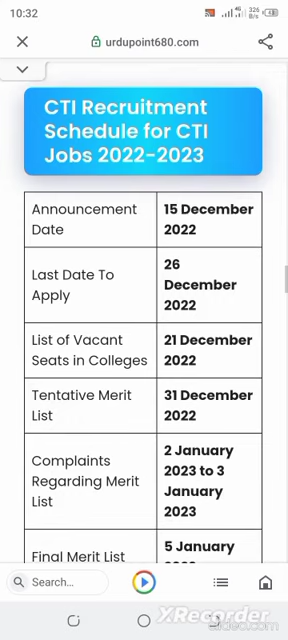 10:32
326
B/s
urdupoint680.com
CTI Recruitment
Schedule for CTI
Jobs 2022-2023
Announcement
Date
15 December
2022
Last Date To
Apply
26
December
2022
List of Vacant
Seats in Colleges
21 December
2022
Tentative Merit
List
31 December
2022
Complaints
Regarding Merit
List
2 January
2023 to 3
January
2023
Final Merit List
5 January
Search...
XRecorder